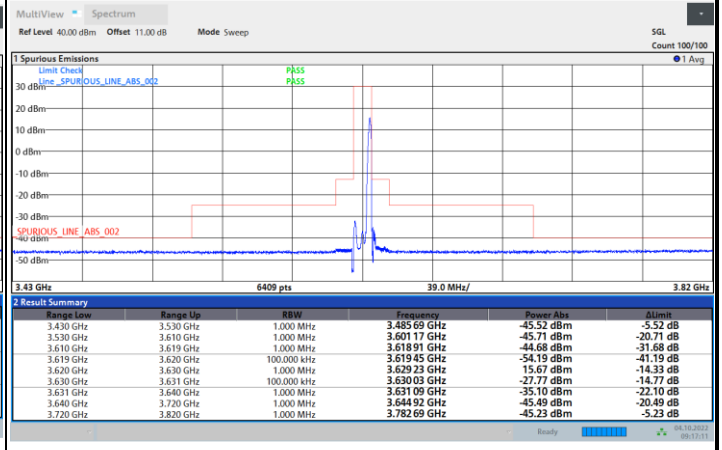 MultiView Spectrum
Ref Level 40.00 dBm Offset 11.00 dB Mode Sweep SGL
Count 100/100
1 Spurious Emissions 1 Avg
Limit Check PASS
Line _SPURIOUS_LINE_ABS_002 PASS
30 dBm
20 dBm
10 dBm
0 dBm
-10 dBm
-20 dBm
-30 dBm
SPURIOUS_LINE_ABS_002
-40 dBm
-50 dBm
3.43 GHz 6409 pts 39.0 MHz/ 3.82 GHz
2 Result Summary
Range Low Range Up RBW Frequency Power Abs ΔLimit
3.430 GHz 3.530 GHz 1.000 MHz 3.485 69 GHz -45.52 dBm -5.52 dB
3.530 GHz 3.610 GHz 1.000 MHz 3.601 17 GHz -45.71 dBm -20.71 dB
3.610 GHz 3.619 GHz 1.000 MHz 3.618 91 GHz -44.68 dBm -31.68 dB
3.619 GHz 3.620 GHz 100.000 kHz 3.619 45 GHz -54.19 dBm -41.19 dB
3.620 GHz 3.630 GHz 1.000 MHz 3.629 23 GHz 15.67 dBm -14.33 dB
3.630 GHz 3.631 GHz 100.000 kHz 3.630 03 GHz -27.77 dBm -14.77 dB
3.631 GHz 3.640 GHz 1.000 MHz 3.631 09 GHz -35.10 dBm -22.10 dB
3.640 GHz 3.720 GHz 1.000 MHz 3.644 92 GHz -45.49 dBm -20.49 dB
3.720 GHz 3.820 GHz 1.000 MHz 3.782 69 GHz -45.23 dBm -5.23 dB
Ready 04.10.2022
09:17:11